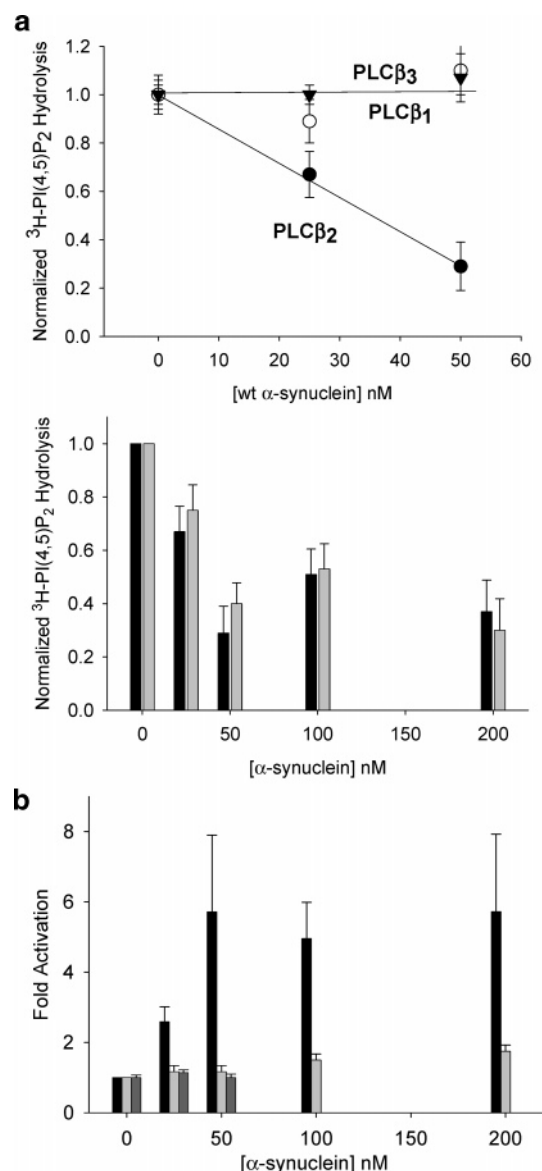 a
Normalized ³H-PI(4,5)P₂ Hydrolysis
1.2
1.0
0.8
0.6
0.4
0.2
0.0
PLCβ₃
PLCβ₁
PLCβ₂
0 10 20 30 40 50 60
[wt α-synuclein] nM
Normalized ³H-PI(4,5)P₂ Hydrolysis
1.0
0.8
0.6
0.4
0.2
0.0
0 50 100 150 200
[α-synuclein] nM
b
Fold Activation
8
6
4
2
0
0 50 100 150 200
[α-synuclein] nM